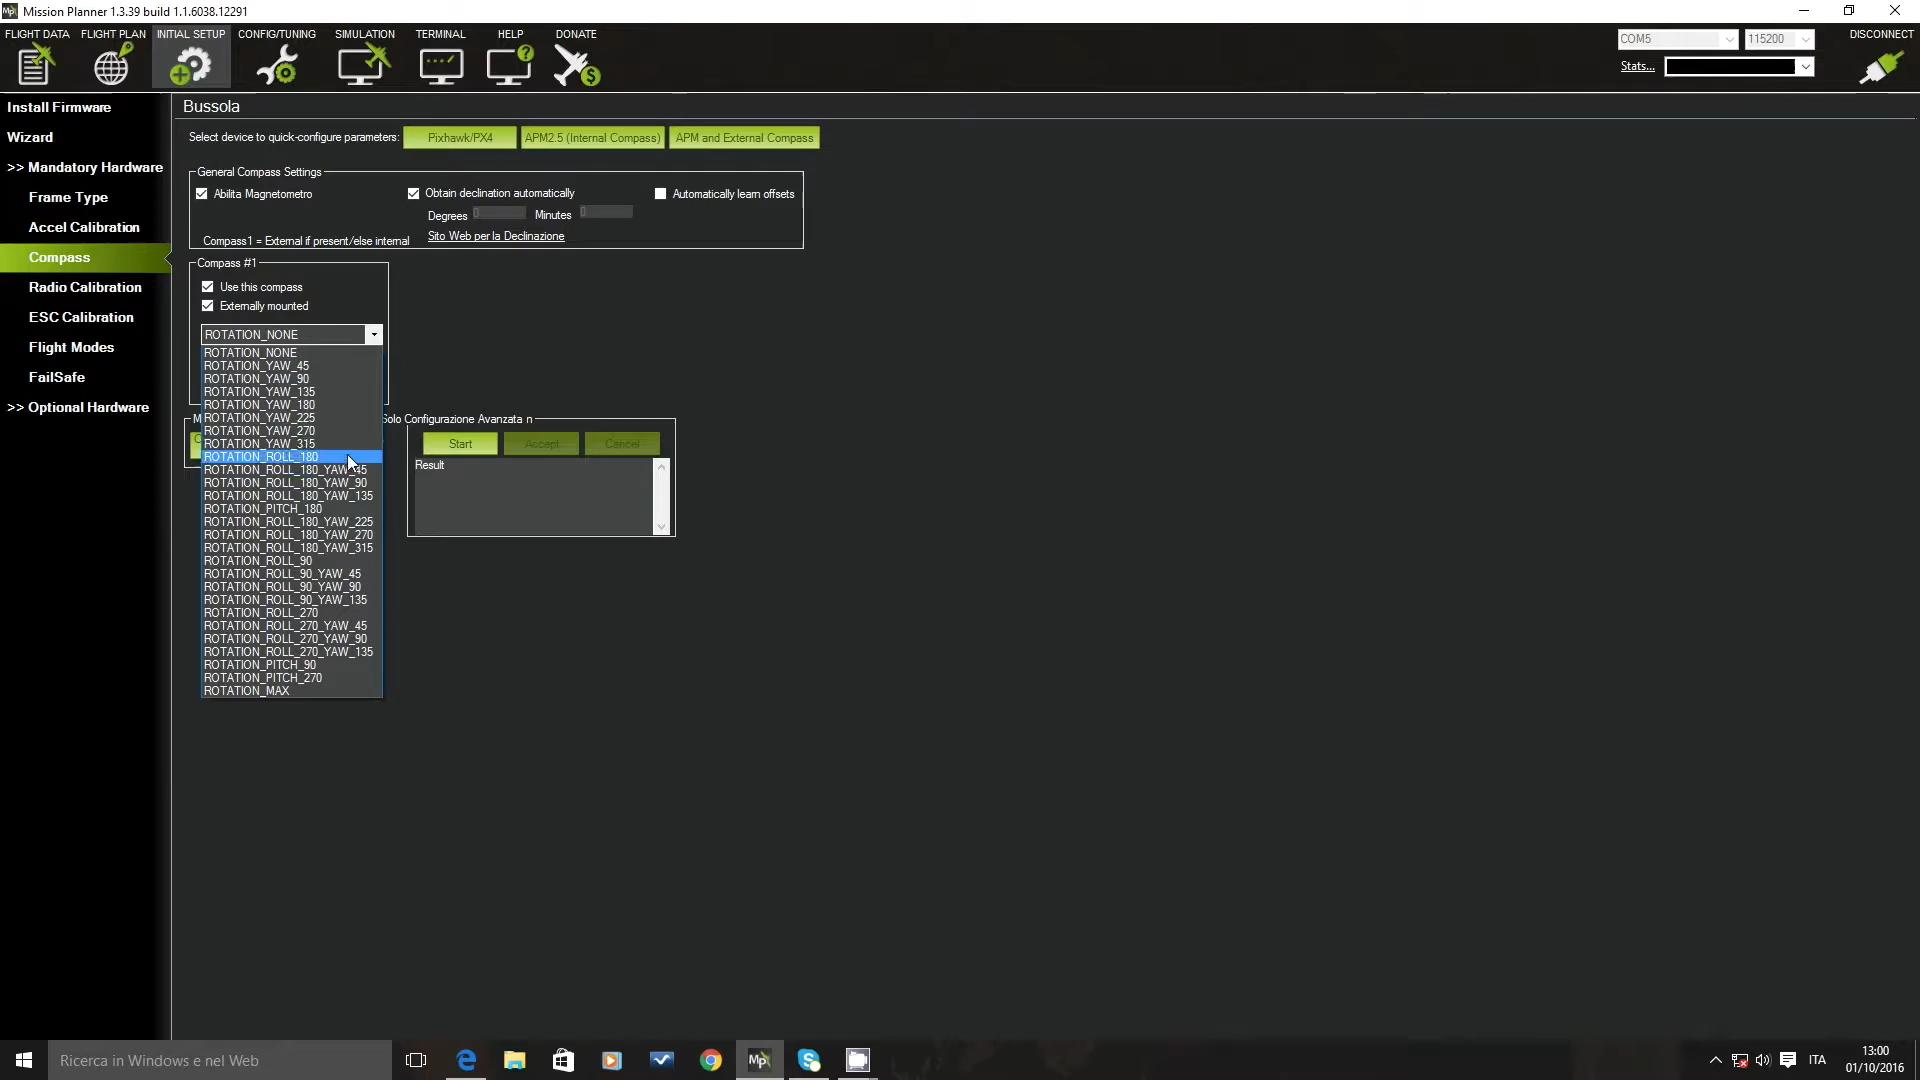 Mission Planner 1.3.39 build 1.1.6038.12291
FLIGHT DATA FLIGHT PLAN INITIAL SETUP CONFIG/TUNING SIMULATION TERMINAL HELP DONATE
COM5 115200 DISCONNECT
Stats...
Install Firmware
Wizard
>> Mandatory Hardware
Frame Type
Accel Calibration
Compass
Radio Calibration
ESC Calibration
Flight Modes
FailSafe
>> Optional Hardware
Bussola
Select device to quick-configure parameters: Pixhawk/PX4 APM2.5 (Internal Compass) APM and External Compass
General Compass Settings
Abilita Magnetometro Obtain declination automatically Automatically learn offsets
Degrees 0 Minutes 0
Compass1 = External if present/else internal Sito Web per la Declinazione
Compass #1
Use this compass
Externally mounted
ROTATION_NONE
ROTATION_NONE
ROTATION_YAW_45
ROTATION_YAW_90
ROTATION_YAW_135
ROTATION_YAW_180
ROTATION_YAW_225
ROTATION_YAW_270
ROTATION_YAW_315
ROTATION_ROLL_180
ROTATION_ROLL_180_YAW_45
ROTATION_ROLL_180_YAW_90
ROTATION_ROLL_180_YAW_135
ROTATION_PITCH_180
ROTATION_ROLL_180_YAW_225
ROTATION_ROLL_180_YAW_270
ROTATION_ROLL_180_YAW_315
ROTATION_ROLL_90
ROTATION_ROLL_90_YAW_45
ROTATION_ROLL_90_YAW_90
ROTATION_ROLL_90_YAW_135
ROTATION_ROLL_270
ROTATION_ROLL_270_YAW_45
ROTATION_ROLL_270_YAW_90
ROTATION_ROLL_270_YAW_135
ROTATION_PITCH_90
ROTATION_PITCH_270
ROTATION_MAX
Solo Configurazione Avanzata n
Start Accept Cancel
Result
Ricerca in Windows e nel Web
Mp
ITA
13:00
01/10/2016